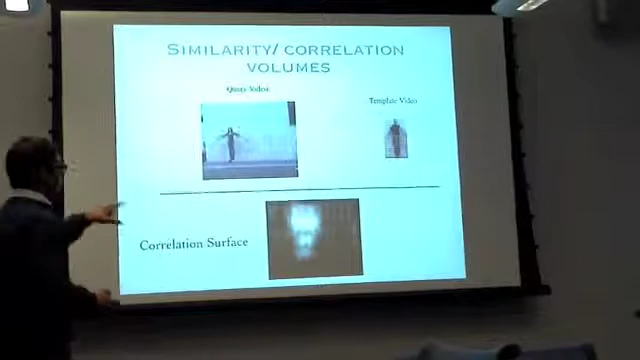 SIMILARITY/ CORRELATION
VOLUMES
Query Video
Template Video
Correlation Surface